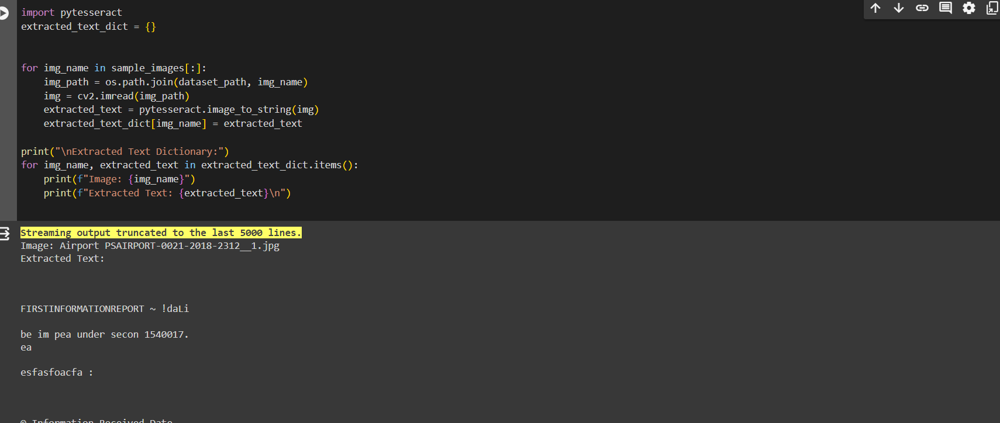 import pytesseract
extracted_text_dict = {}
for img_name in sample_images[:]:
    img_path = os.path.join(dataset_path, img_name)
    img = cv2.imread(img_path)
    extracted_text = pytesseract.image_to_string(img)
    extracted_text_dict[img_name] = extracted_text
print("\nExtracted Text Dictionary:")
for img_name, extracted_text in extracted_text_dict.items():
    print(f"Image: {img_name}")
    print(f"Extracted Text: {extracted_text}\n")
Streaming output truncated to the last 5000 lines.
Image: Airport PSAIRPORT-0021-2018-2312__1.jpg
Extracted Text:
FIRSTINFORMATIONREPORT ~ !daLi
be im pea under secon 1540017.
ea
esfasfoacfa :
© Information Received Date